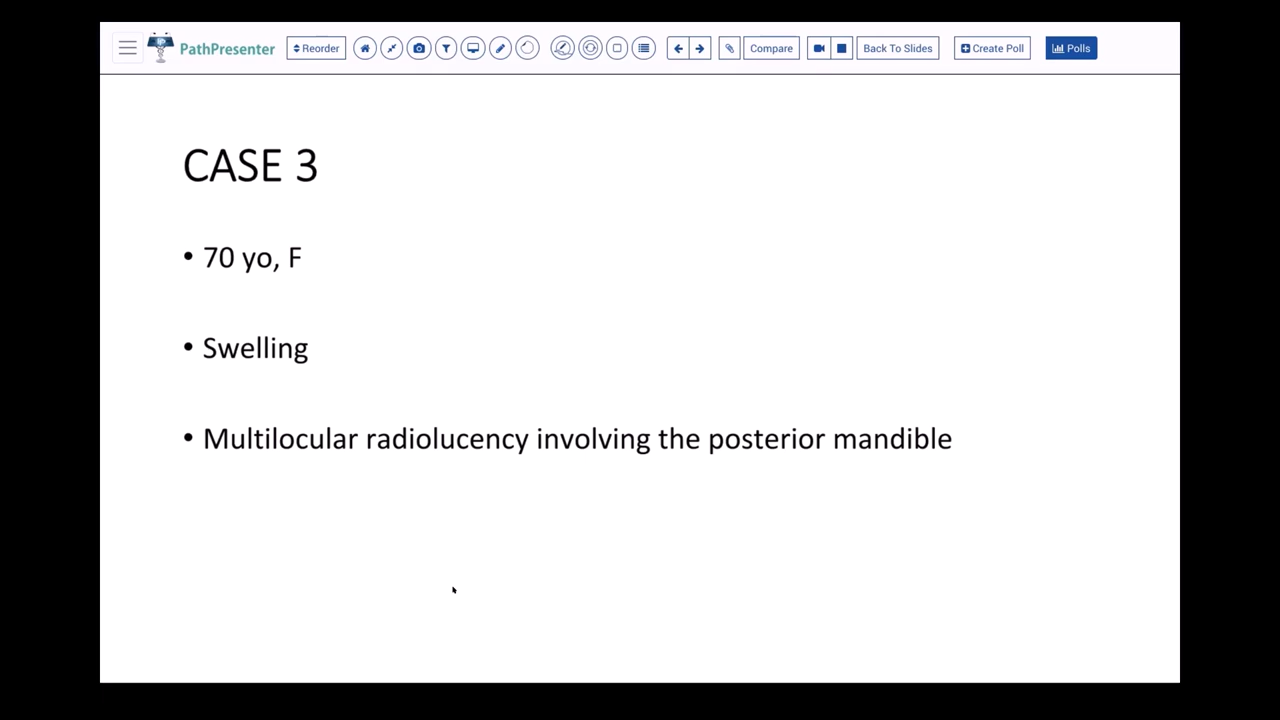 PathPresenter
Reorder
Compare
Back To Slides
Create Poll
Polls
CASE 3
• 70 yo, F
• Swelling
• Multilocular radiolucency involving the posterior mandible